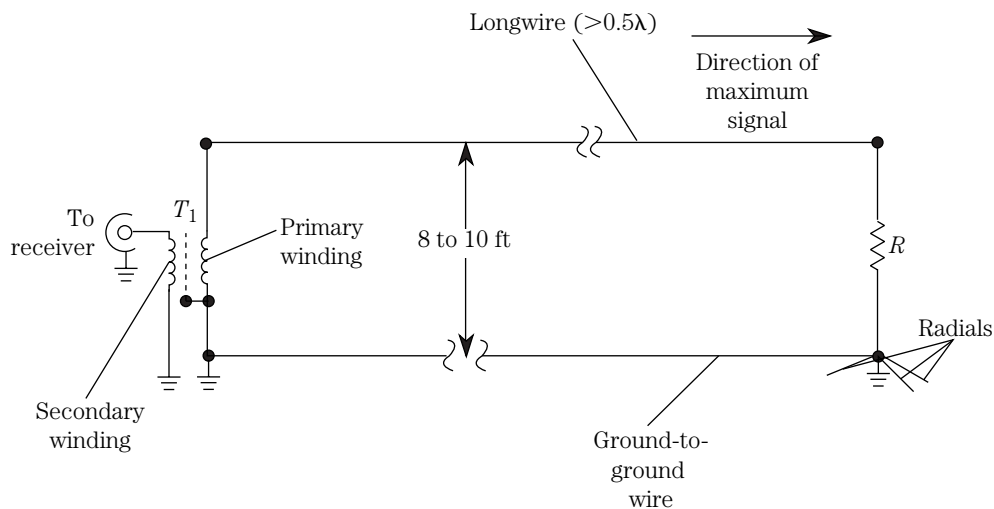 Longwire (>0.5λ)
Direction of
maximum
signal
To
receiver
T1
Primary
winding
8 to 10 ft
R
Radials
Secondary
winding
Ground-to-
ground
wire